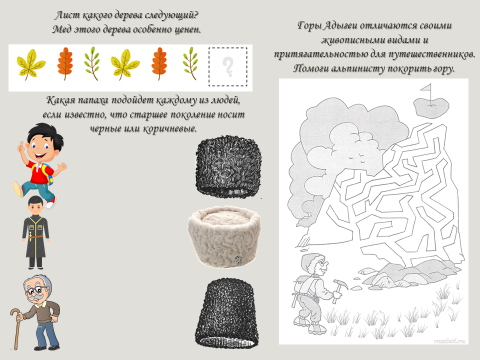 Лист какого дерева следующий?
Мед этого дерева особенно ценен.
?
Какая папаха подойдет каждому из людей,
если известно, что старшее поколение носит
черные или коричневые.
Горы Адыгеи отличаются своими
живописными видами и
притягательностью для путешественников.
Помоги альпинисту покорить гору.